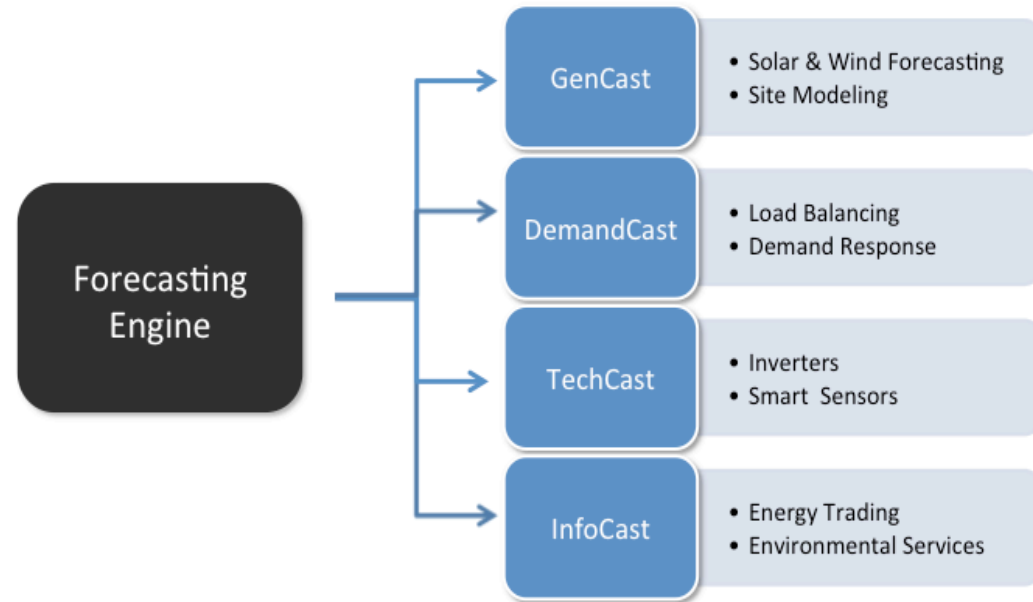 Forecasting
Engine
GenCast
• Solar & Wind Forecasting
• Site Modeling
DemandCast
• Load Balancing
• Demand Response
TechCast
• Inverters
• Smart Sensors
InfoCast
• Energy Trading
• Environmental Services